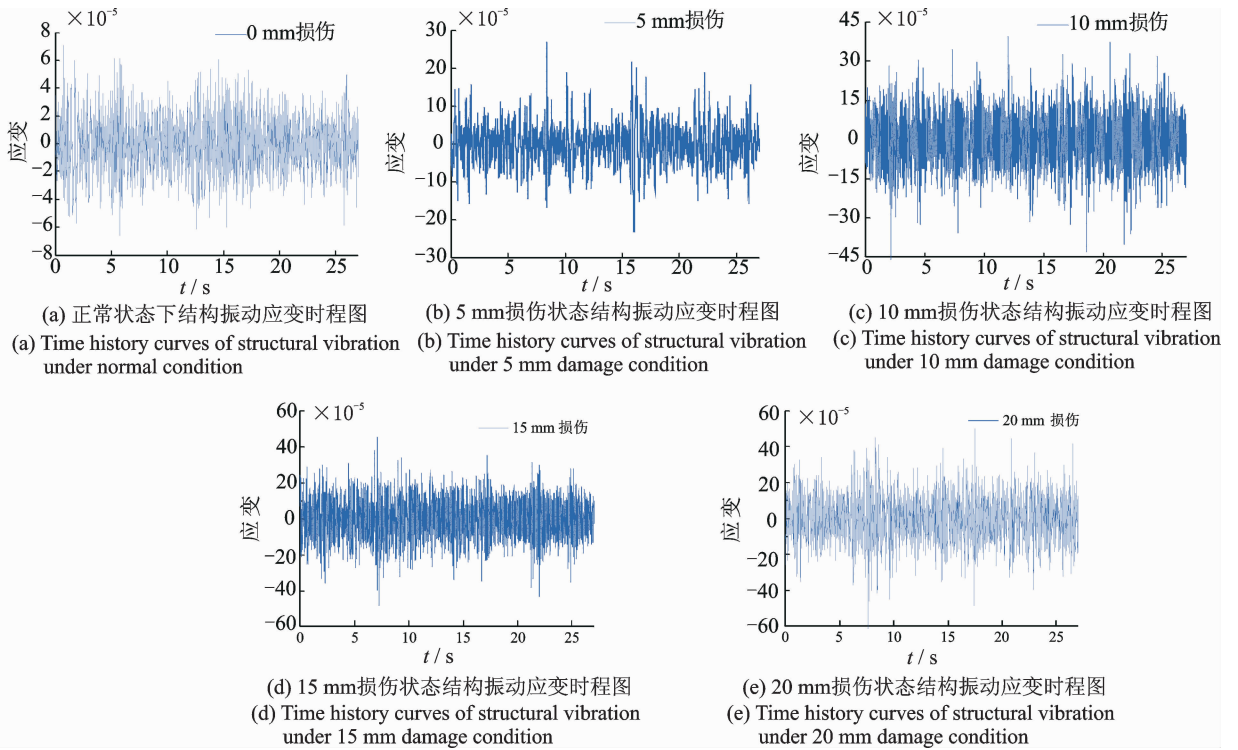 ×10⁻⁵
0 mm损伤
8
6
4
2
0
−2
−4
−6
−8
应变
0 5 10 15 20 25
t / s
(a) 正常状态下结构振动应变时程图
(a) Time history curves of structural vibration
under normal condition
×10⁻⁵
5 mm损伤
30
20
10
0
−10
−20
−30
应变
0 5 10 15 20 25
t / s
(b) 5 mm损伤状态结构振动应变时程图
(b) Time history curves of structural vibration
under 5 mm damage condition
×10⁻⁵
10 mm损伤
45
30
15
0
−15
−30
−45
应变
0 5 10 15 20 25
t / s
(c) 10 mm损伤状态结构振动应变时程图
(c) Time history curves of structural vibration
under 10 mm damage condition
×10⁻⁵
15 mm 损伤
60
40
20
0
−20
−40
−60
应 变
0 5 10 15 20 25
t / s
(d) 15 mm损伤状态结构振动应变时程图
(d) Time history curves of structural vibration
under 15 mm damage condition
×10⁻⁵
20 mm 损伤
60
40
20
0
−20
−40
−60
应 变
0 5 10 15 20 25
t / s
(e) 20 mm损伤状态结构振动应变时程图
(e) Time history curves of structural vibration
under 20 mm damage condition